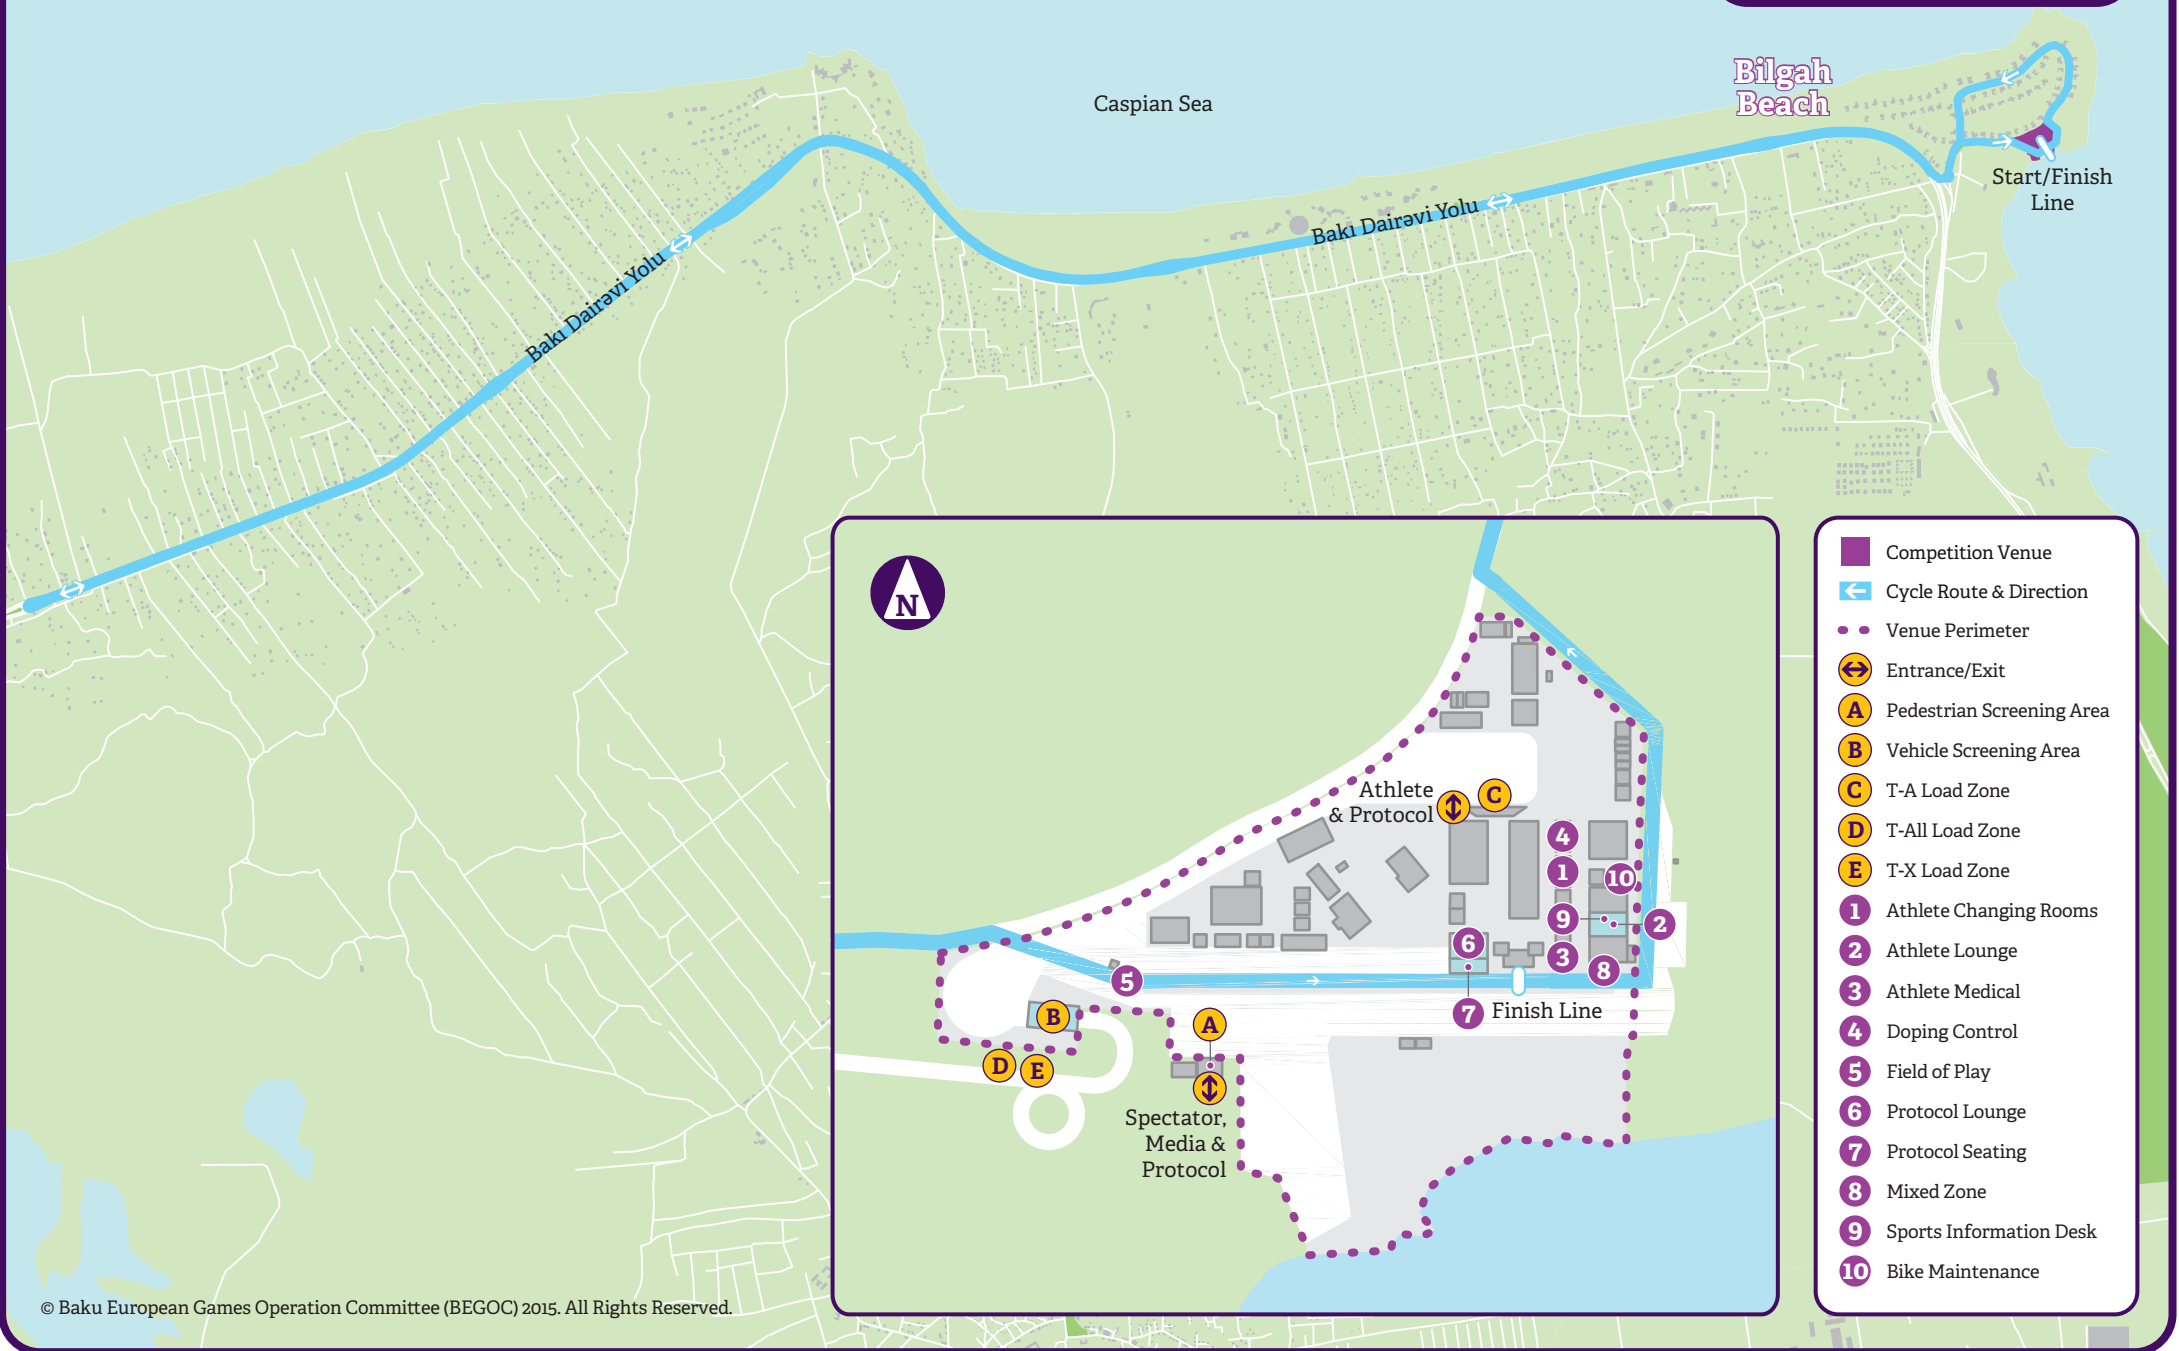 Caspian Sea
Bilgah
Beach
Start/Finish
Line
Bakı Dairəvi Yolu
Bakı Dairəvi Yolu
N
Athlete
& Protocol
C
4
1
10
9
2
6
3
8
5
7
Finish Line
B
A
D
E
Spectator,
Media &
Protocol
Competition Venue
Cycle Route & Direction
Venue Perimeter
Entrance/Exit
A Pedestrian Screening Area
B Vehicle Screening Area
C T-A Load Zone
D T-All Load Zone
E T-X Load Zone
1 Athlete Changing Rooms
2 Athlete Lounge
3 Athlete Medical
4 Doping Control
5 Field of Play
6 Protocol Lounge
7 Protocol Seating
8 Mixed Zone
9 Sports Information Desk
10 Bike Maintenance
© Baku European Games Operation Committee (BEGOC) 2015. All Rights Reserved.